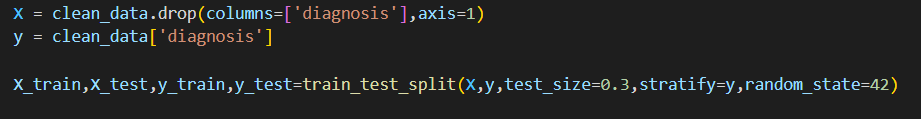 X = clean_data.drop(columns=['diagnosis'],axis=1)
y = clean_data['diagnosis']
X_train,X_test,y_train,y_test=train_test_split(X,y,test_size=0.3,stratify=y,random_state=42)